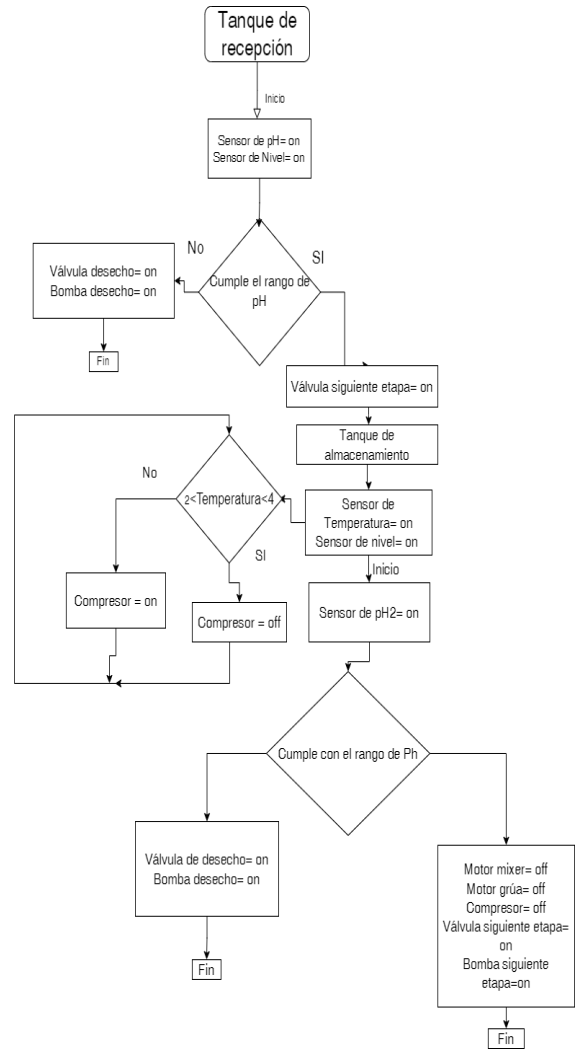 Tanque de
recepción
Inicio
Sensor de pH= on
Sensor de Nivel= on
No
SI
Cumple el rango de
pH
Válvula desecho= on
Bomba desecho= on
Fin
Válvula siguiente etapa= on
Tanque de
almacenamiento
No
2<Temperatura<4
Sensor de
Temperatura= on
Sensor de nivel= on
SI
Inicio
Compresor = on
Compresor = off
Sensor de pH2= on
Cumple con el rango de Ph
Válvula de desecho= on
Bomba desecho= on
Fin
Motor mixer= off
Motor grúa= off
Compresor= off
Válvula siguiente etapa=
on
Bomba siguiente
etapa=on
Fin